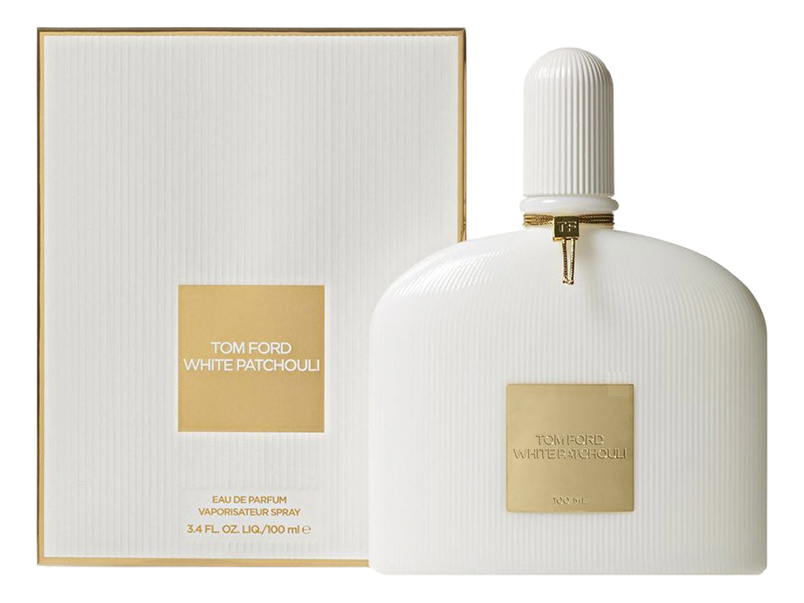 TOM FORD
WHITE PATCHOULI
EAU DE PARFUM
VAPORISATEUR SPRAY
3.4 FL. OZ. LIQ./100 ml ℮
TF
TOM FORD
WHITE PATCHOULI
100 mL